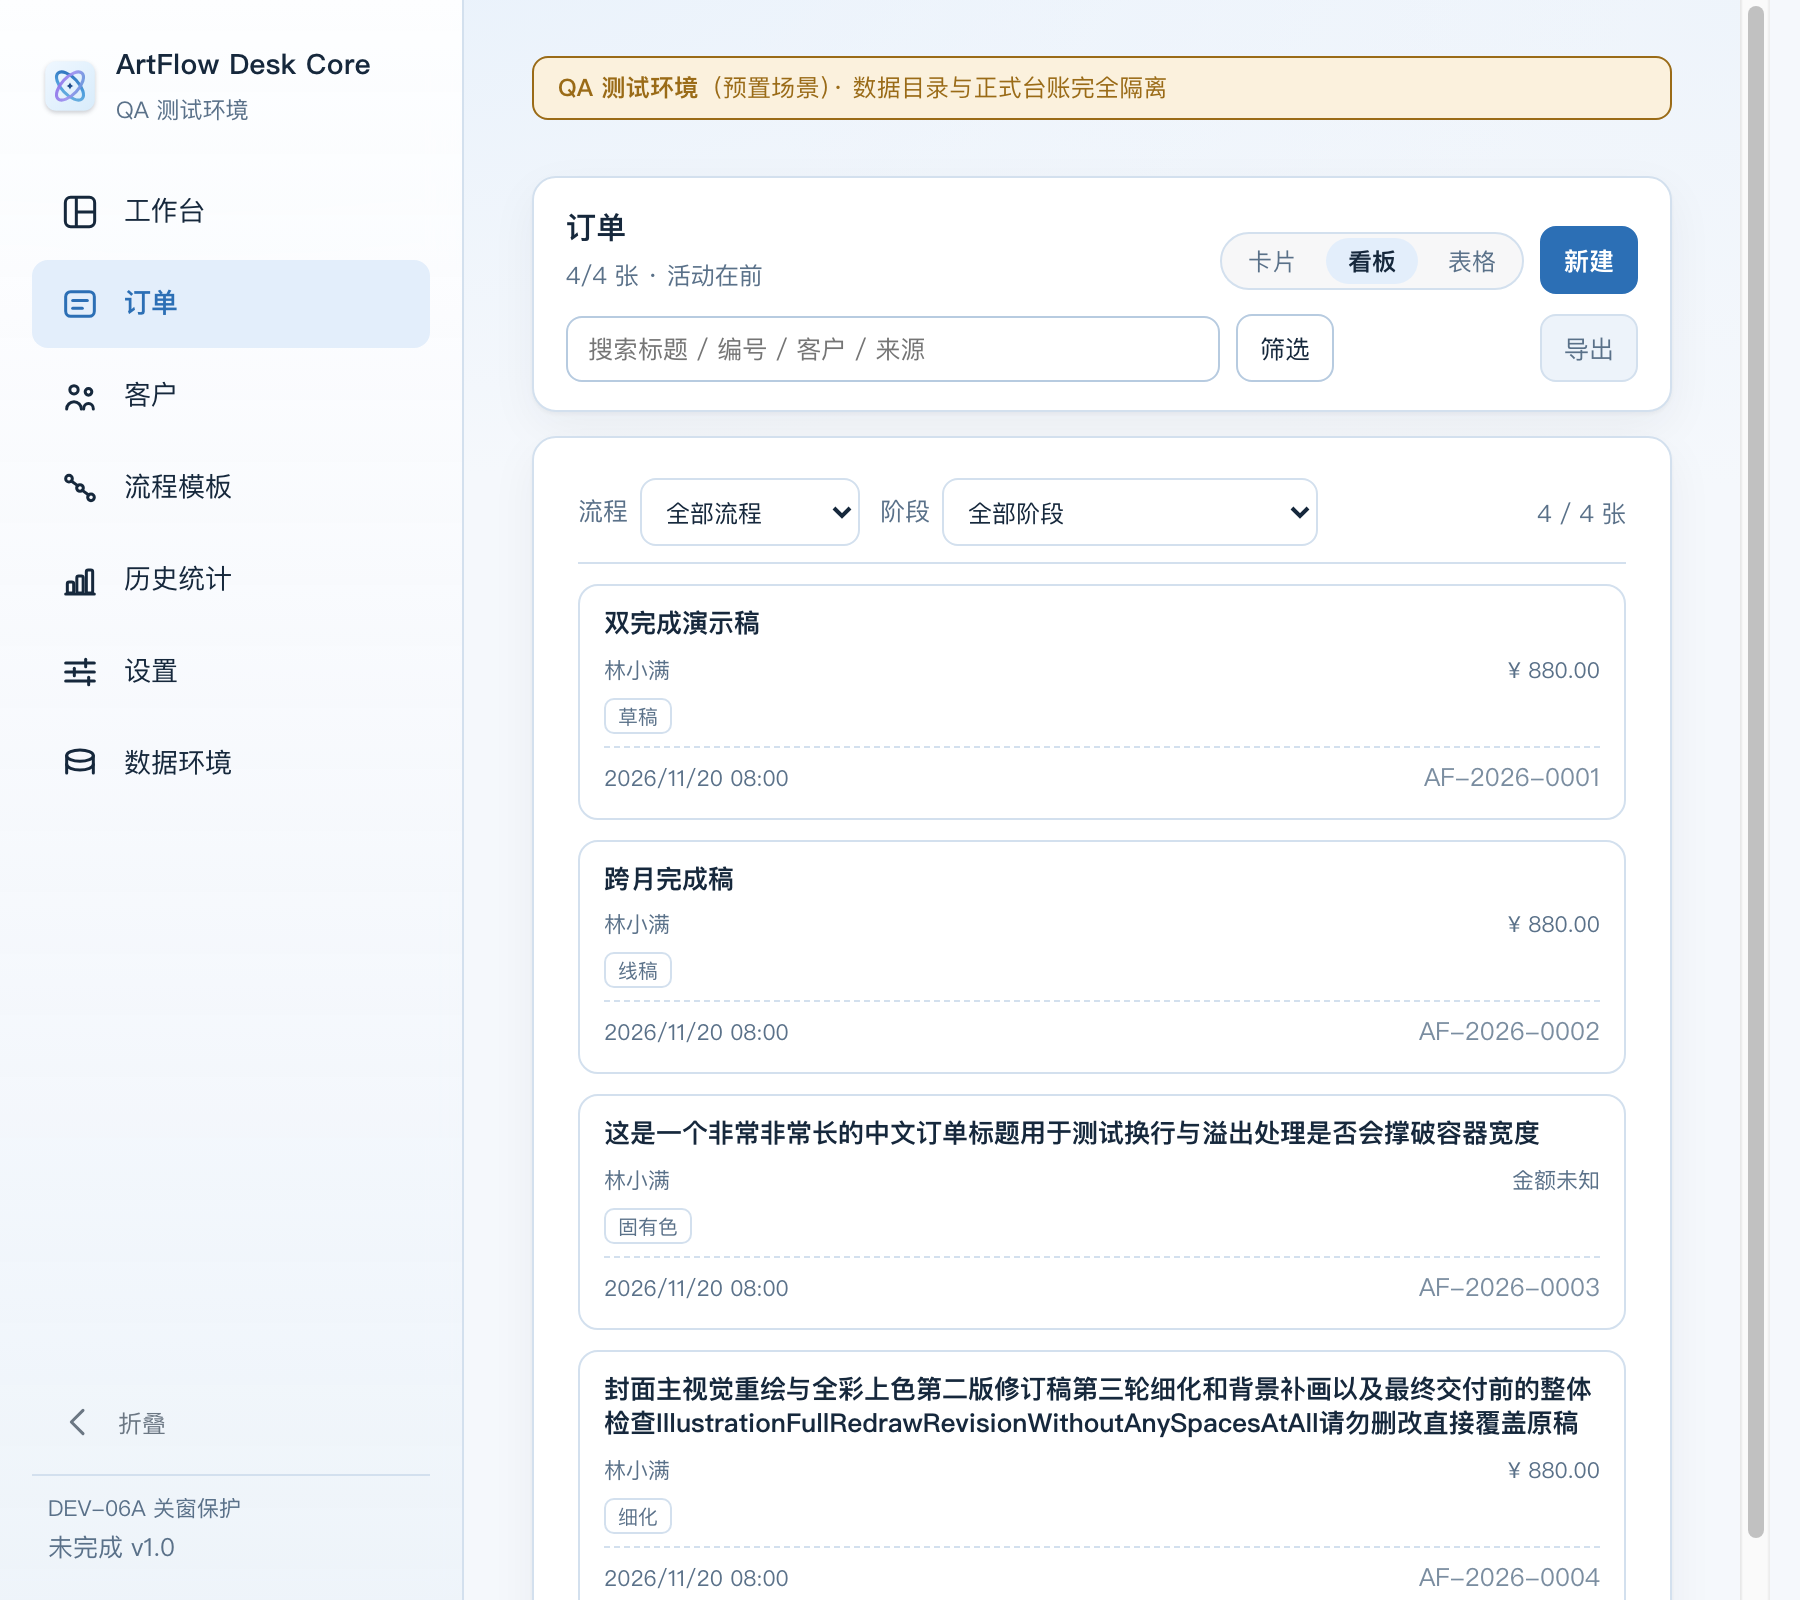 ArtFlow Desk Core
QA 测试环境
工作台
订单
客户
流程模板
历史统计
设置
数据环境
折叠
DEV-06A 关窗保护
未完成 v1.0
QA 测试环境（预置场景）· 数据目录与正式台账完全隔离
订单
4/4 张 · 活动在前
卡片 看板 表格
新建
搜索标题 / 编号 / 客户 / 来源
筛选
导出
流程 全部流程 阶段 全部阶段 4 / 4 张
双完成演示稿
林小满 ¥ 880.00
草稿
2026/11/20 08:00 AF-2026-0001
跨月完成稿
林小满 ¥ 880.00
线稿
2026/11/20 08:00 AF-2026-0002
这是一个非常非常长的中文订单标题用于测试换行与溢出处理是否会撑破容器宽度
林小满 金额未知
固有色
2026/11/20 08:00 AF-2026-0003
封面主视觉重绘与全彩上色第二版修订稿第三轮细化和背景补画以及最终交付前的整体
检查IllustrationFullRedrawRevisionWithoutAnySpacesAtAll请勿删改直接覆盖原稿
林小满 ¥ 880.00
细化
2026/11/20 08:00 AF-2026-0004